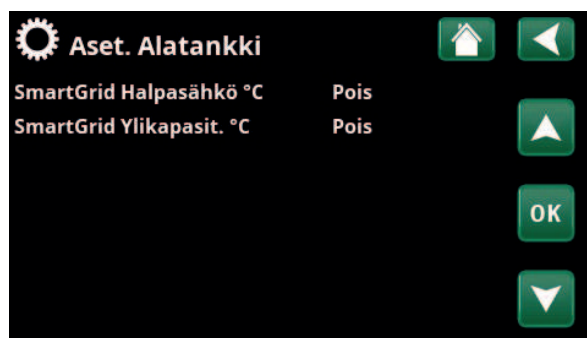 Aset. Alatankki
SmartGrid Halpasähkö °C Pois
SmartGrid Ylikapasit. °C Pois
OK